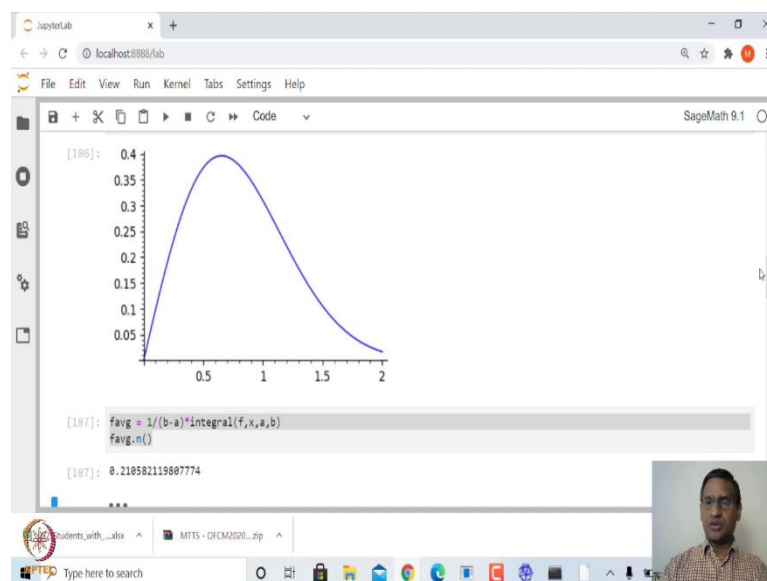 JupyterLab
localhost:8888/lab
M
File Edit View Run Kernel Tabs Settings Help
Code
SageMath 9.1
[106]:
0.4
0.35
0.3
0.25
0.2
0.15
0.1
0.05
0.5 1 1.5 2
[107]: favg = 1/(b-a)*integral(f,x,a,b)
favg.n()
[107]: 0.210582119807774
MTTS - OFCM2020....zip
Type here to search